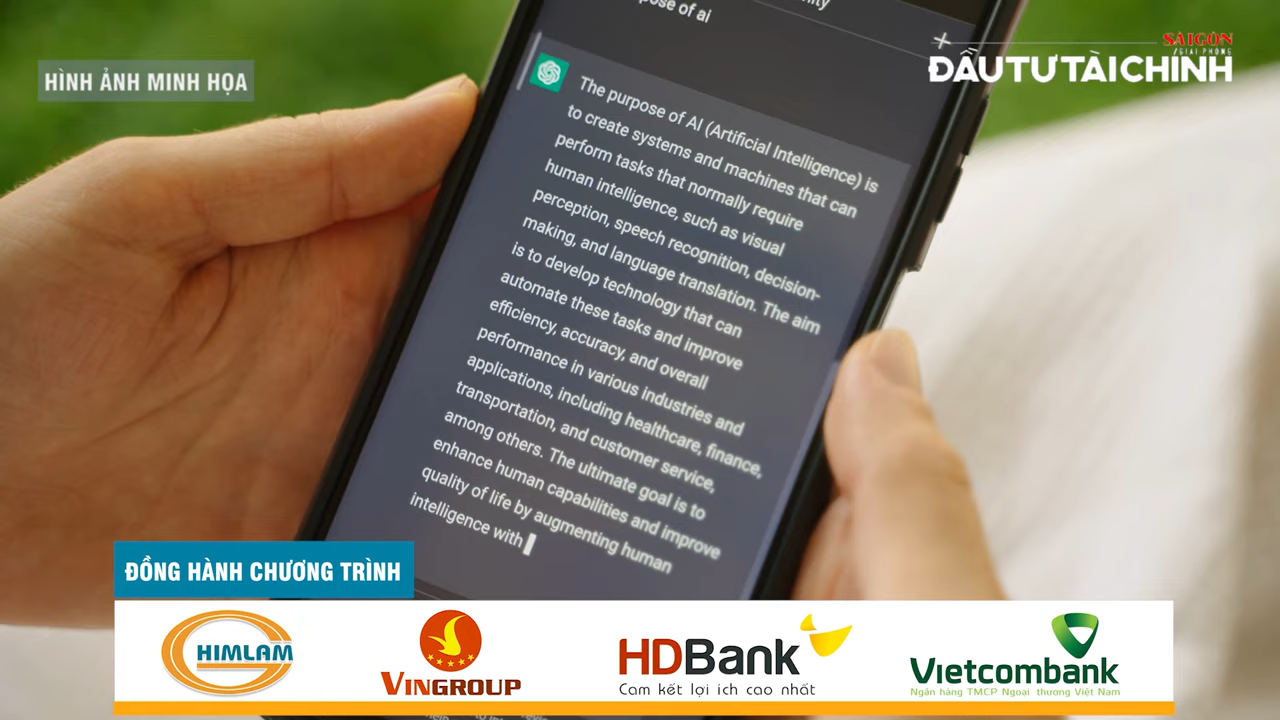 pose of ai
HÌNH ẢNH MINH HỌA
SÀIGÒN
GIẢI PHÓNG
ĐẦU TƯ TÀI CHÍNH
The purpose of AI (Artificial Intelligence) is
to create systems and machines that can
perform tasks that normally require
human intelligence, such as visual
perception, speech recognition, decision-
making, and language translation. The aim
is to develop technology that can
automate these tasks and improve
efficiency, accuracy, and overall
performance in various industries and
applications, including healthcare, finance,
transportation, and customer service,
among others. The ultimate goal is to
enhance human capabilities and improve
quality of life by augmenting human
intelligence with
ĐỒNG HÀNH CHƯƠNG TRÌNH
HIMLAM
VINGROUP
HDBank
Cam kết lợi ích cao nhất
Vietcombank
Ngân hàng TMCP Ngoại thương Việt Nam